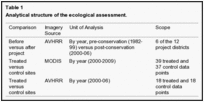 Table 1
Analytical structure of the ecological assessment.
Comparison Imagery Source Unit of Analysis Scope
Before versus after project AVHRR By year, pre-conservation (1982-99) versus post-conservation (2000-06) 6 of the 12 project districts
Treated versus control sites MODIS By year (2000-2009) 39 treated and 37 control data points
Treated versus control sites AVHRR By year (2000-06) 18 treated and 18 control data points